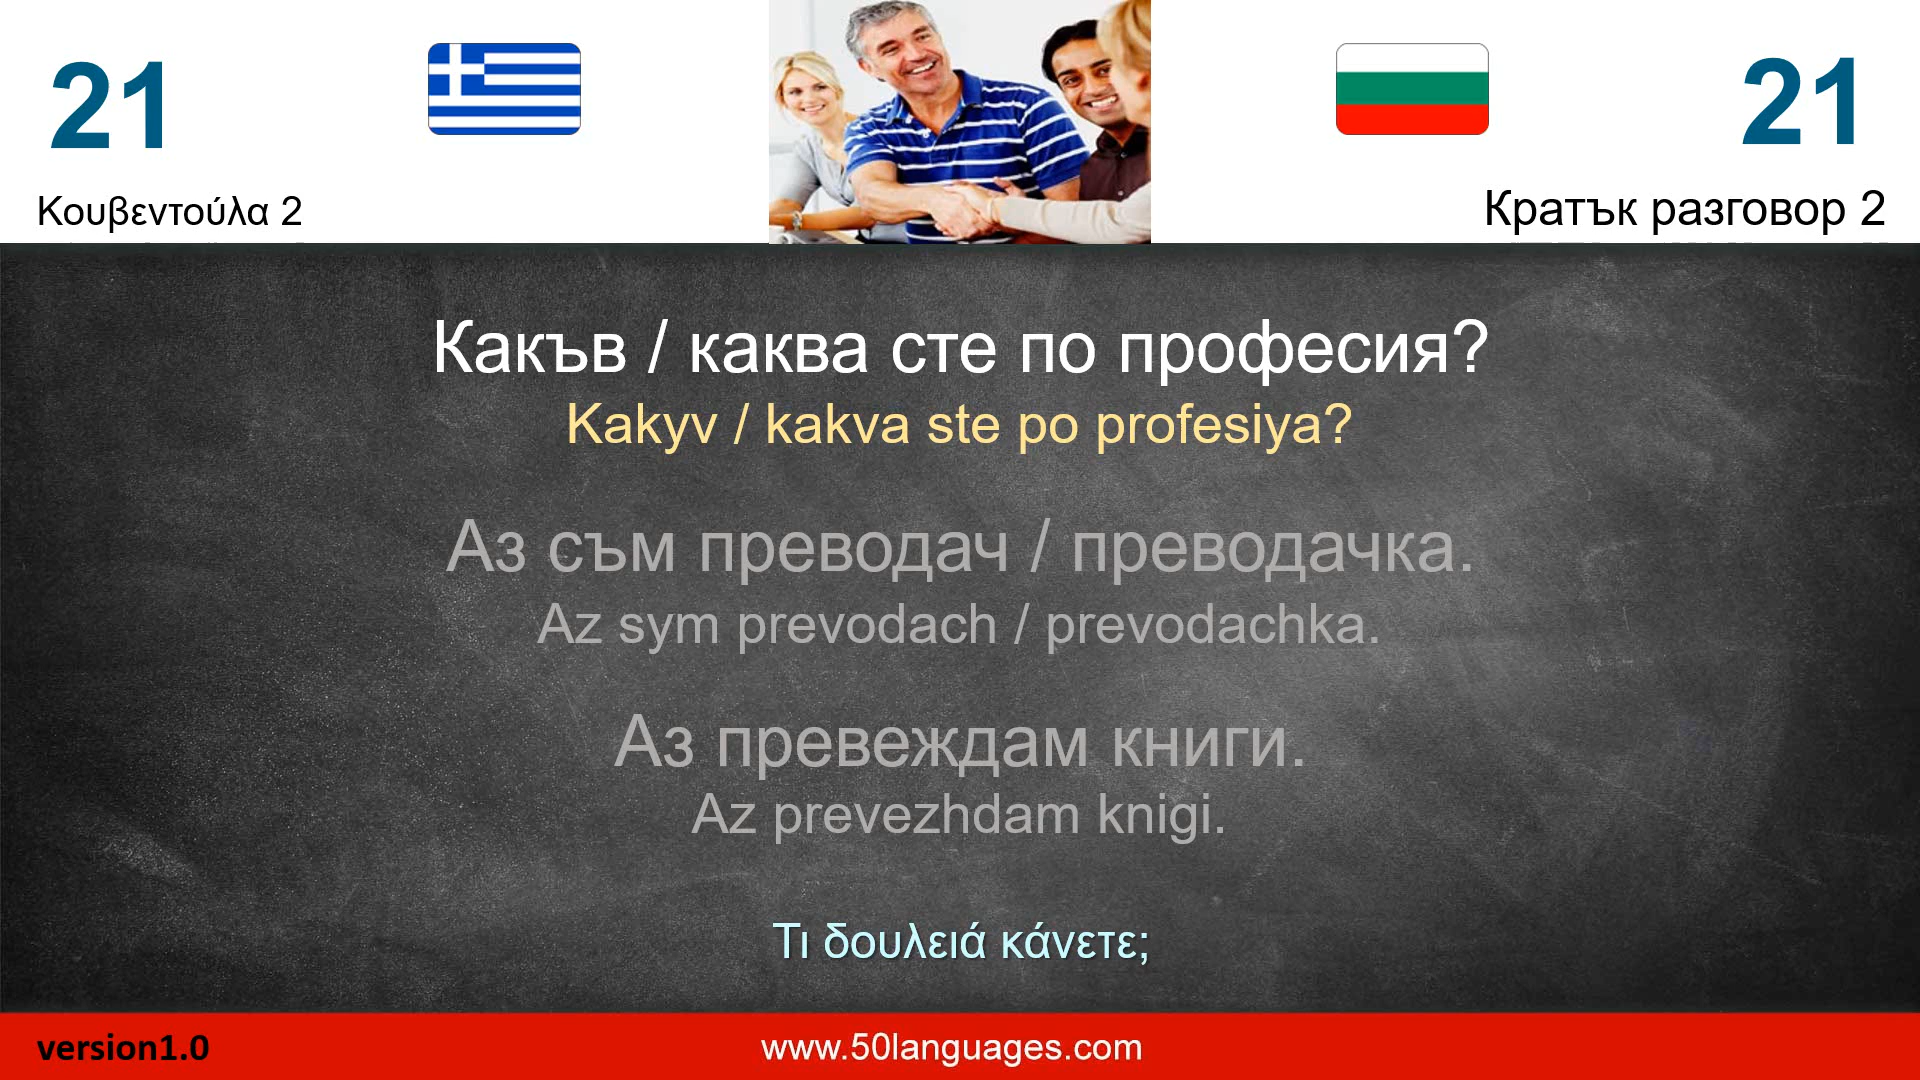 21
21
Κουβεντούλα 2
Кратък разговор 2
Какъв / каква сте по професия?
Kakyv / kakva ste po profesiya?
Аз съм преводач / преводачка.
Az sym prevodach / prevodachka.
Аз превеждам книги.
Az prevezhdam knigi.
Τι δουλειά κάνετε;
version1.0
www.50languages.com